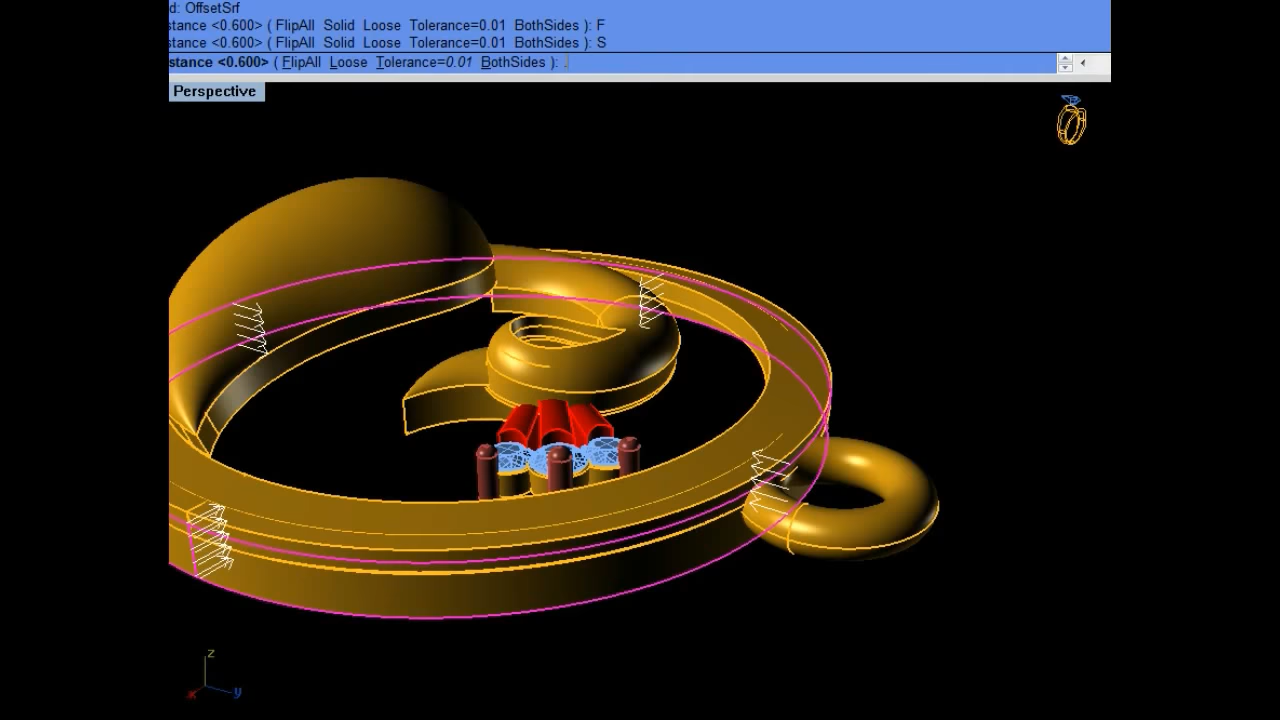 d: OffsetSrf
stance <0.600> ( FlipAll Solid Loose Tolerance=0.01 BothSides ): F
stance <0.600> ( FlipAll Solid Loose Tolerance=0.01 BothSides ): S
stance <0.600> ( FlipAll Loose Tolerance=0.01 BothSides ): .
Perspective
z
x
y